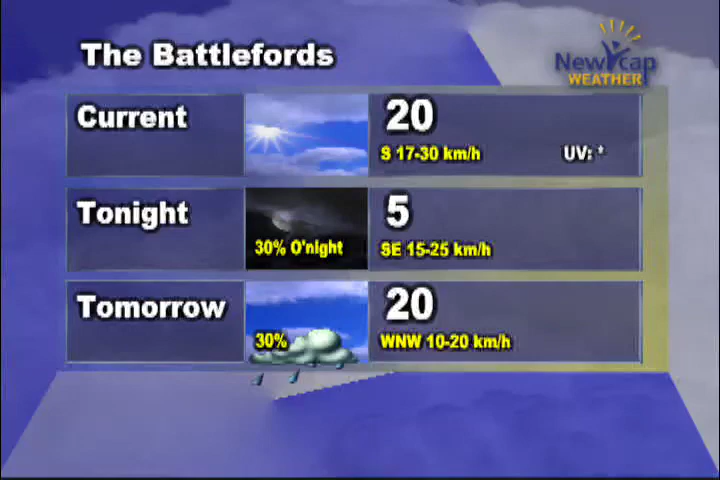 The Battlefords
Newcap
WEATHER
Current
20
S 17-30 km/h
UV: *
Tonight
30% O'night
5
SE 15-25 km/h
Tomorrow
30%
20
WNW 10-20 km/h